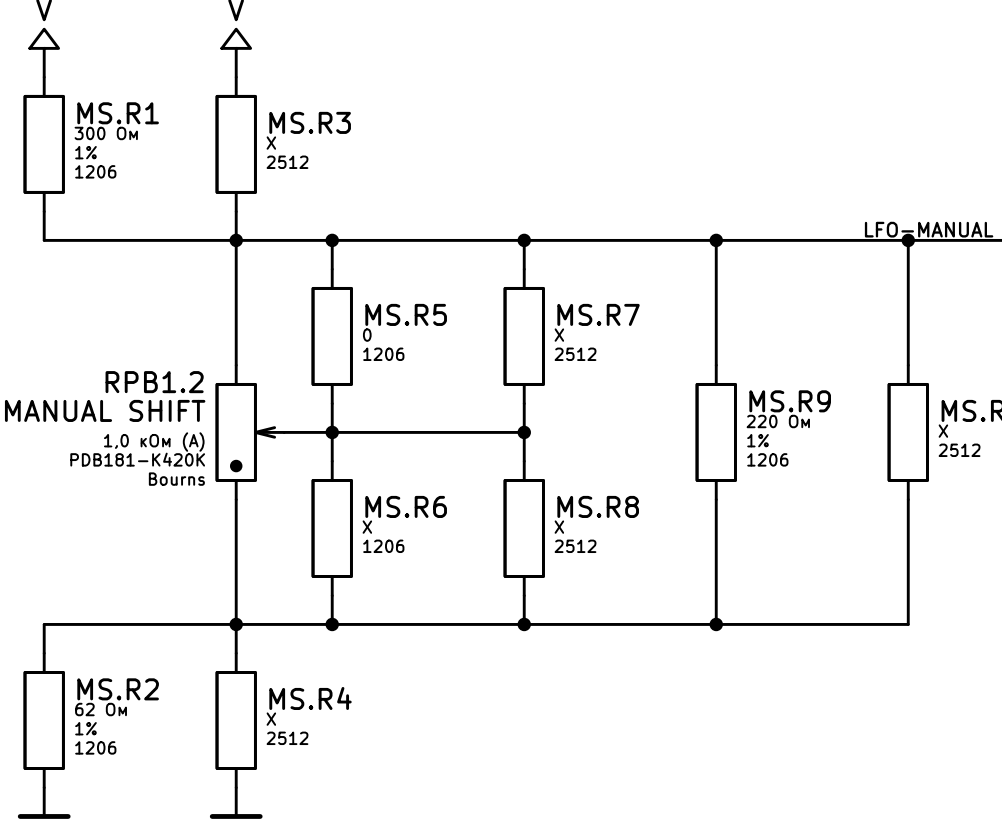 V
V
MS.R1
300 Ом
1%
1206
MS.R3
X
2512
LFO-MANUAL
MS.R5
0
1206
MS.R7
X
2512
RPB1.2
MANUAL SHIFT
1,0 кОм (A)
PDB181-K420K
Bourns
MS.R9
220 Ом
1%
1206
MS.R
X
2512
MS.R6
X
1206
MS.R8
X
2512
MS.R2
62 Ом
1%
1206
MS.R4
X
2512